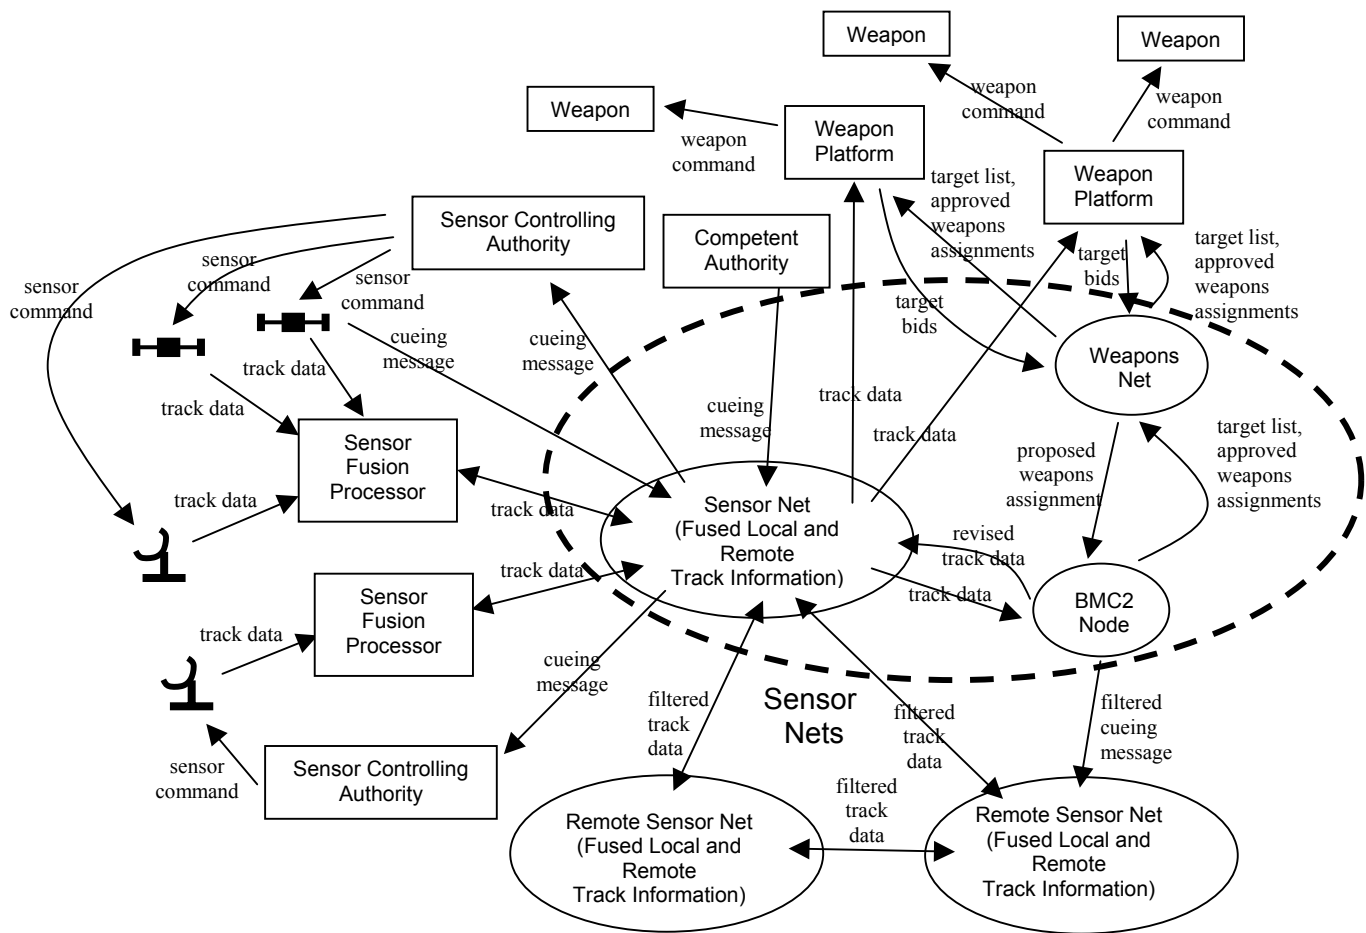 Weapon
Weapon
weapon
command
weapon
command
Weapon
weapon
command
Weapon
Platform
Weapon
Platform
target list,
approved
weapons
assignments
Sensor Controlling
Authority
Competent
Authority
target
bids
target list,
approved
weapons
assignments
sensor
command
sensor
command
sensor
command
cueing
message
cueing
message
target
bids
Weapons
Net
track data
track data
track data
cueing
message
track data
Sensor
Fusion
Processor
target list,
approved
weapons
assignments
proposed
weapons
assignment
track data
track data
Sensor Net
(Fused Local and
Remote
Track Information)
revised
track data
track data
track data
BMC2
Node
Sensor
Fusion
Processor
track data
cueing
message
filtered
track
data
Sensor
Nets
filtered
track
data
filtered
cueing
message
sensor
command
Sensor Controlling
Authority
filtered
track
data
Remote Sensor Net
(Fused Local and
Remote
Track Information)
Remote Sensor Net
(Fused Local and
Remote
Track Information)